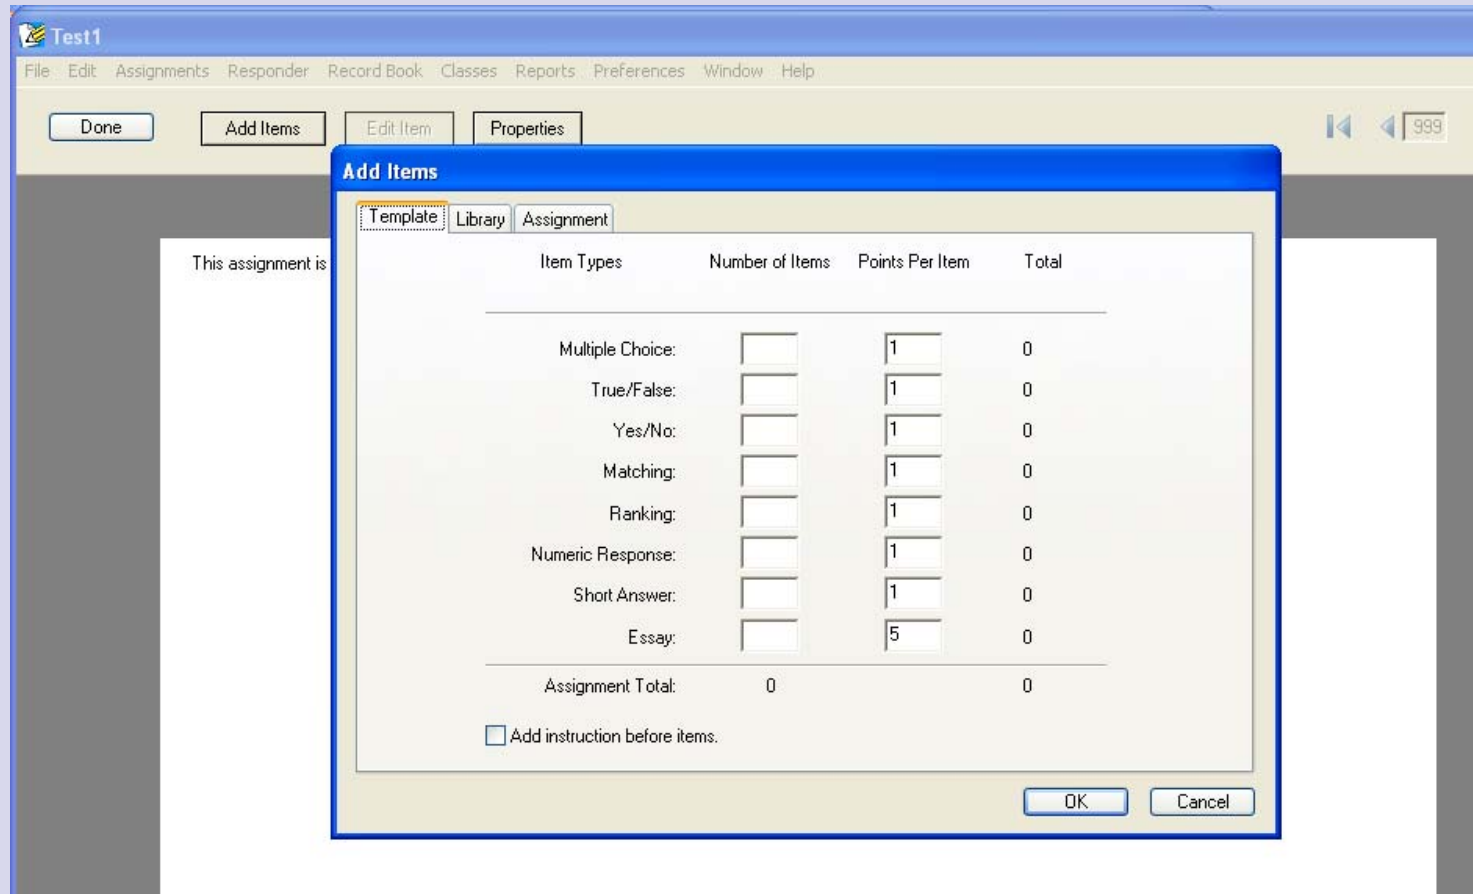 Test1
File Edit Assignments Responder Record Book Classes Reports Preferences Window Help
Done Add Items Edit Item Properties 999
Add Items
Template Library Assignment
This assignment is
Item Types Number of Items Points Per Item Total
Multiple Choice: 1 0
True/False: 1 0
Yes/No: 1 0
Matching: 1 0
Ranking: 1 0
Numeric Response: 1 0
Short Answer: 1 0
Essay: 5 0
Assignment Total: 0 0
Add instruction before items.
OK Cancel